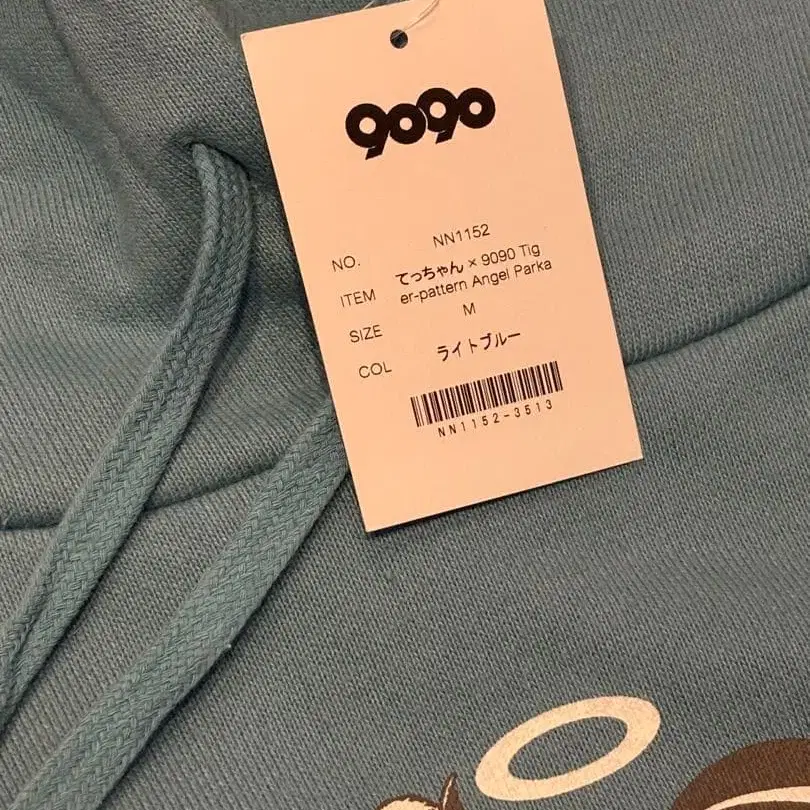 9090
NO. NN1152
ITEM てっちゃん × 9090 Tig
er-pattern Angel Parka
SIZE M
COL ライトブルー
NN1152-3513